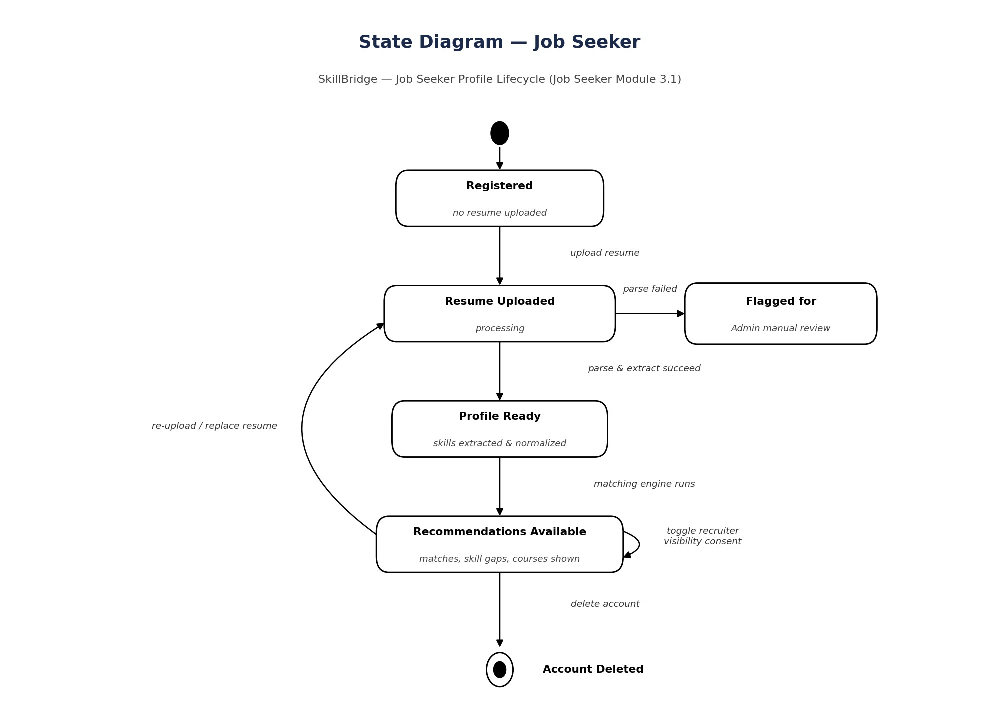 State Diagram — Job Seeker
SkillBridge — Job Seeker Profile Lifecycle (Job Seeker Module 3.1)
Registered
no resume uploaded
upload resume
parse failed
Resume Uploaded
processing
Flagged for
Admin manual review
parse & extract succeed
Profile Ready
skills extracted & normalized
re-upload / replace resume
matching engine runs
Recommendations Available
matches, skill gaps, courses shown
toggle recruiter
visibility consent
delete account
Account Deleted